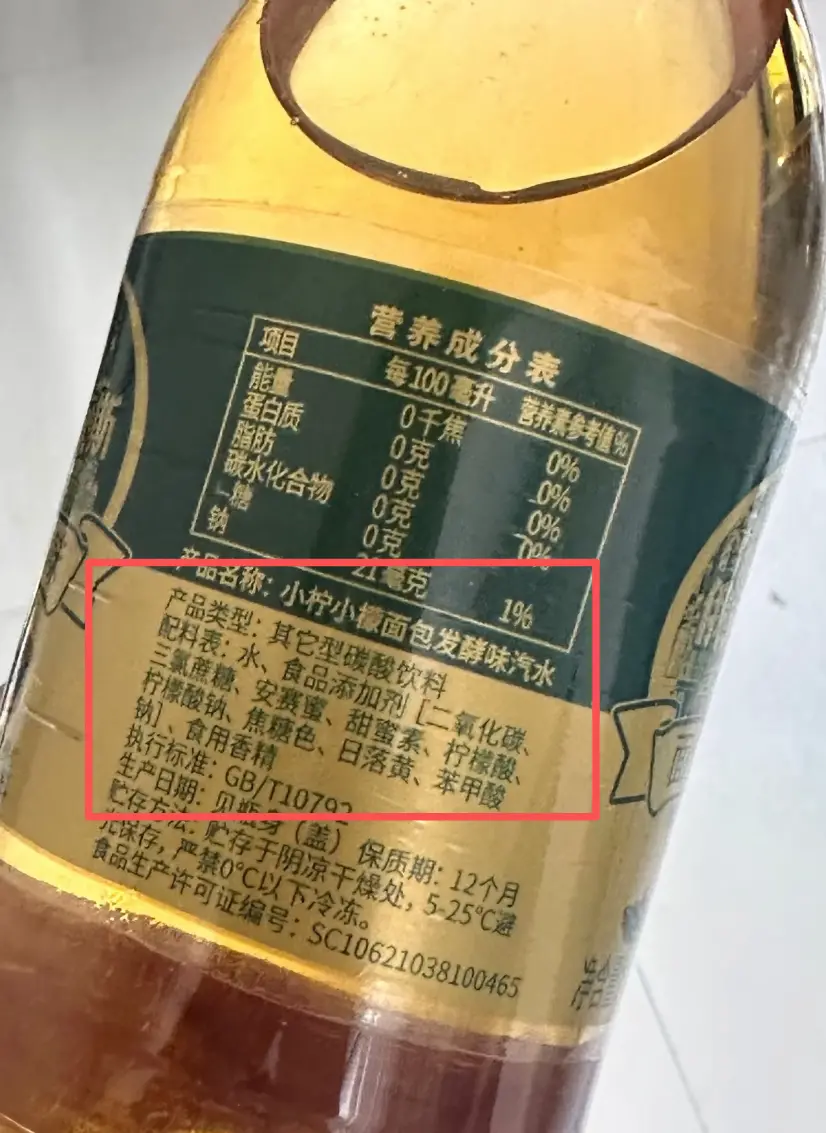 营养成分表
项目 每100毫升 营养素参考值%
能量 0千焦 0%
蛋白质 0克 0%
脂肪 0克 0%
碳水化合物 0克 0%
-糖 0克
钠 21毫克 1%
产品名称：小柠小檬面包发酵味汽水
产品类型：其它型碳酸饮料
配料表：水、食品添加剂［二氧化碳、
三氯蔗糖、安赛蜜、甜蜜素、柠檬酸、
柠檬酸钠、焦糖色、日落黄、苯甲酸
钠］、食用香精
执行标准：GB/T10792
生产日期：见瓶身（盖） 保质期：12个月
贮存方法：贮存于阴凉干燥处，5-25℃避
光保存，严禁0℃以下冷冻。
食品生产许可证编号：SC10621038100465
净含